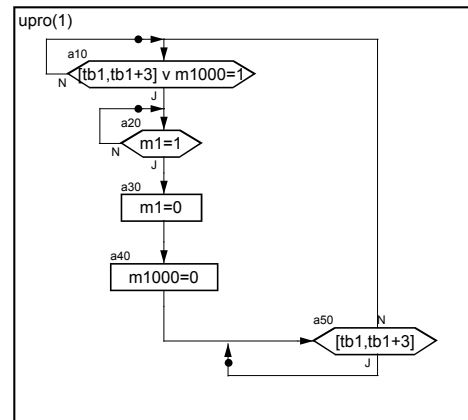 upro(1)
a10
[tb1,tb1+3] v m1000=1
N
J
a20
m1=1
N
J
a30
m1=0
a40
m1000=0
a50
N
[tb1,tb1+3]
J